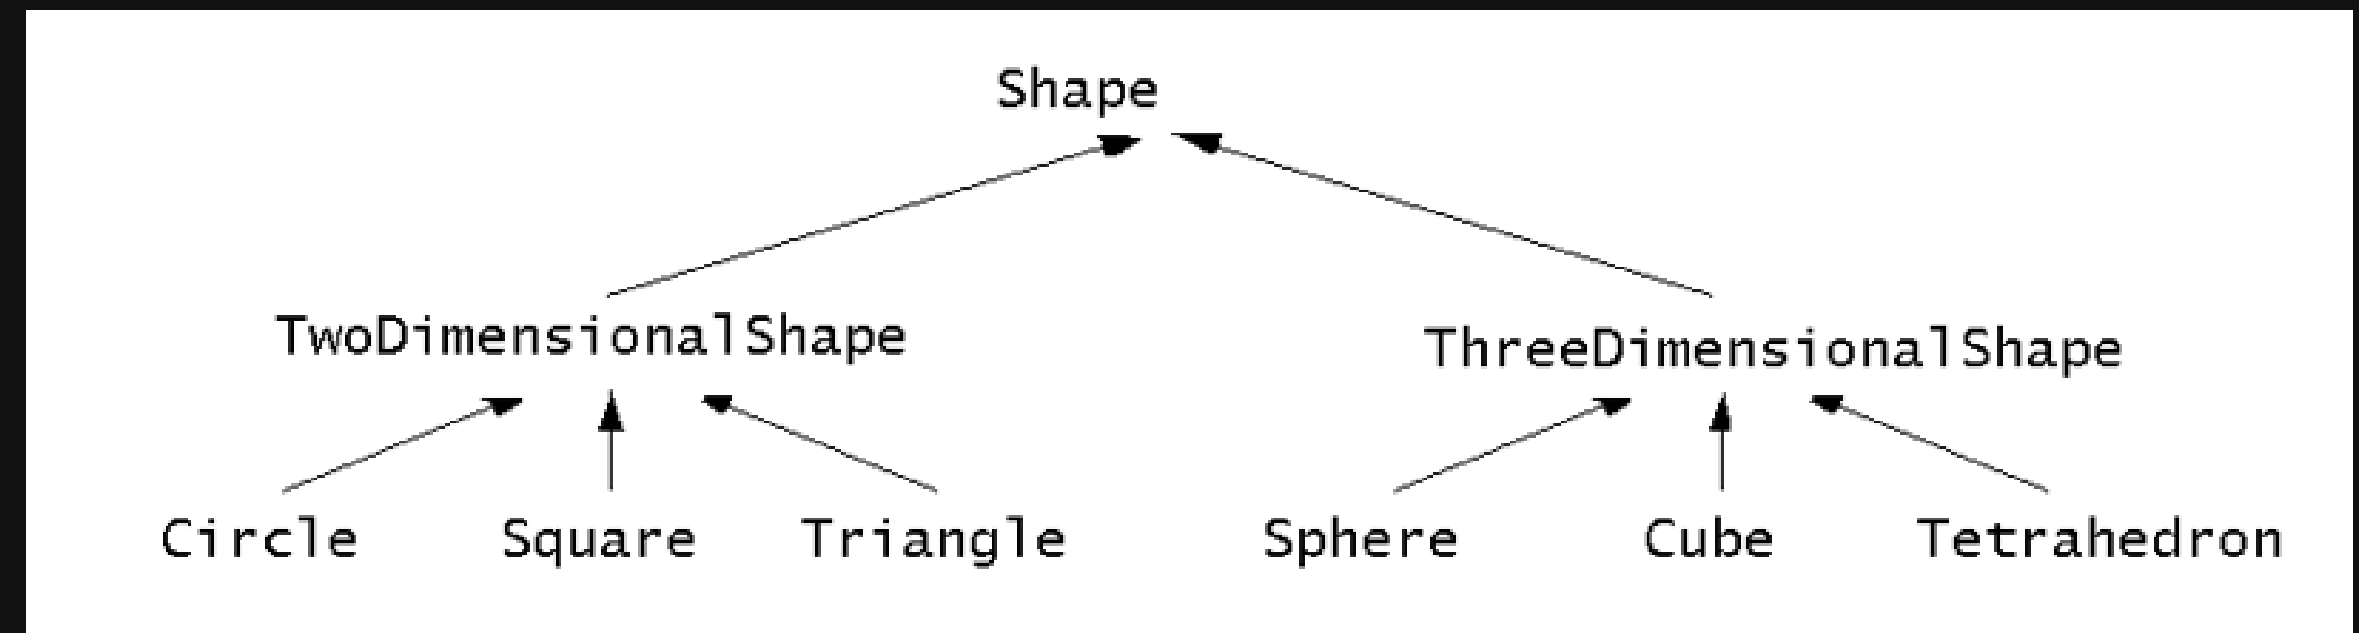 Shape
TwoDimensionalShape
ThreeDimensionalShape
Circle Square Triangle Sphere Cube Tetrahedron